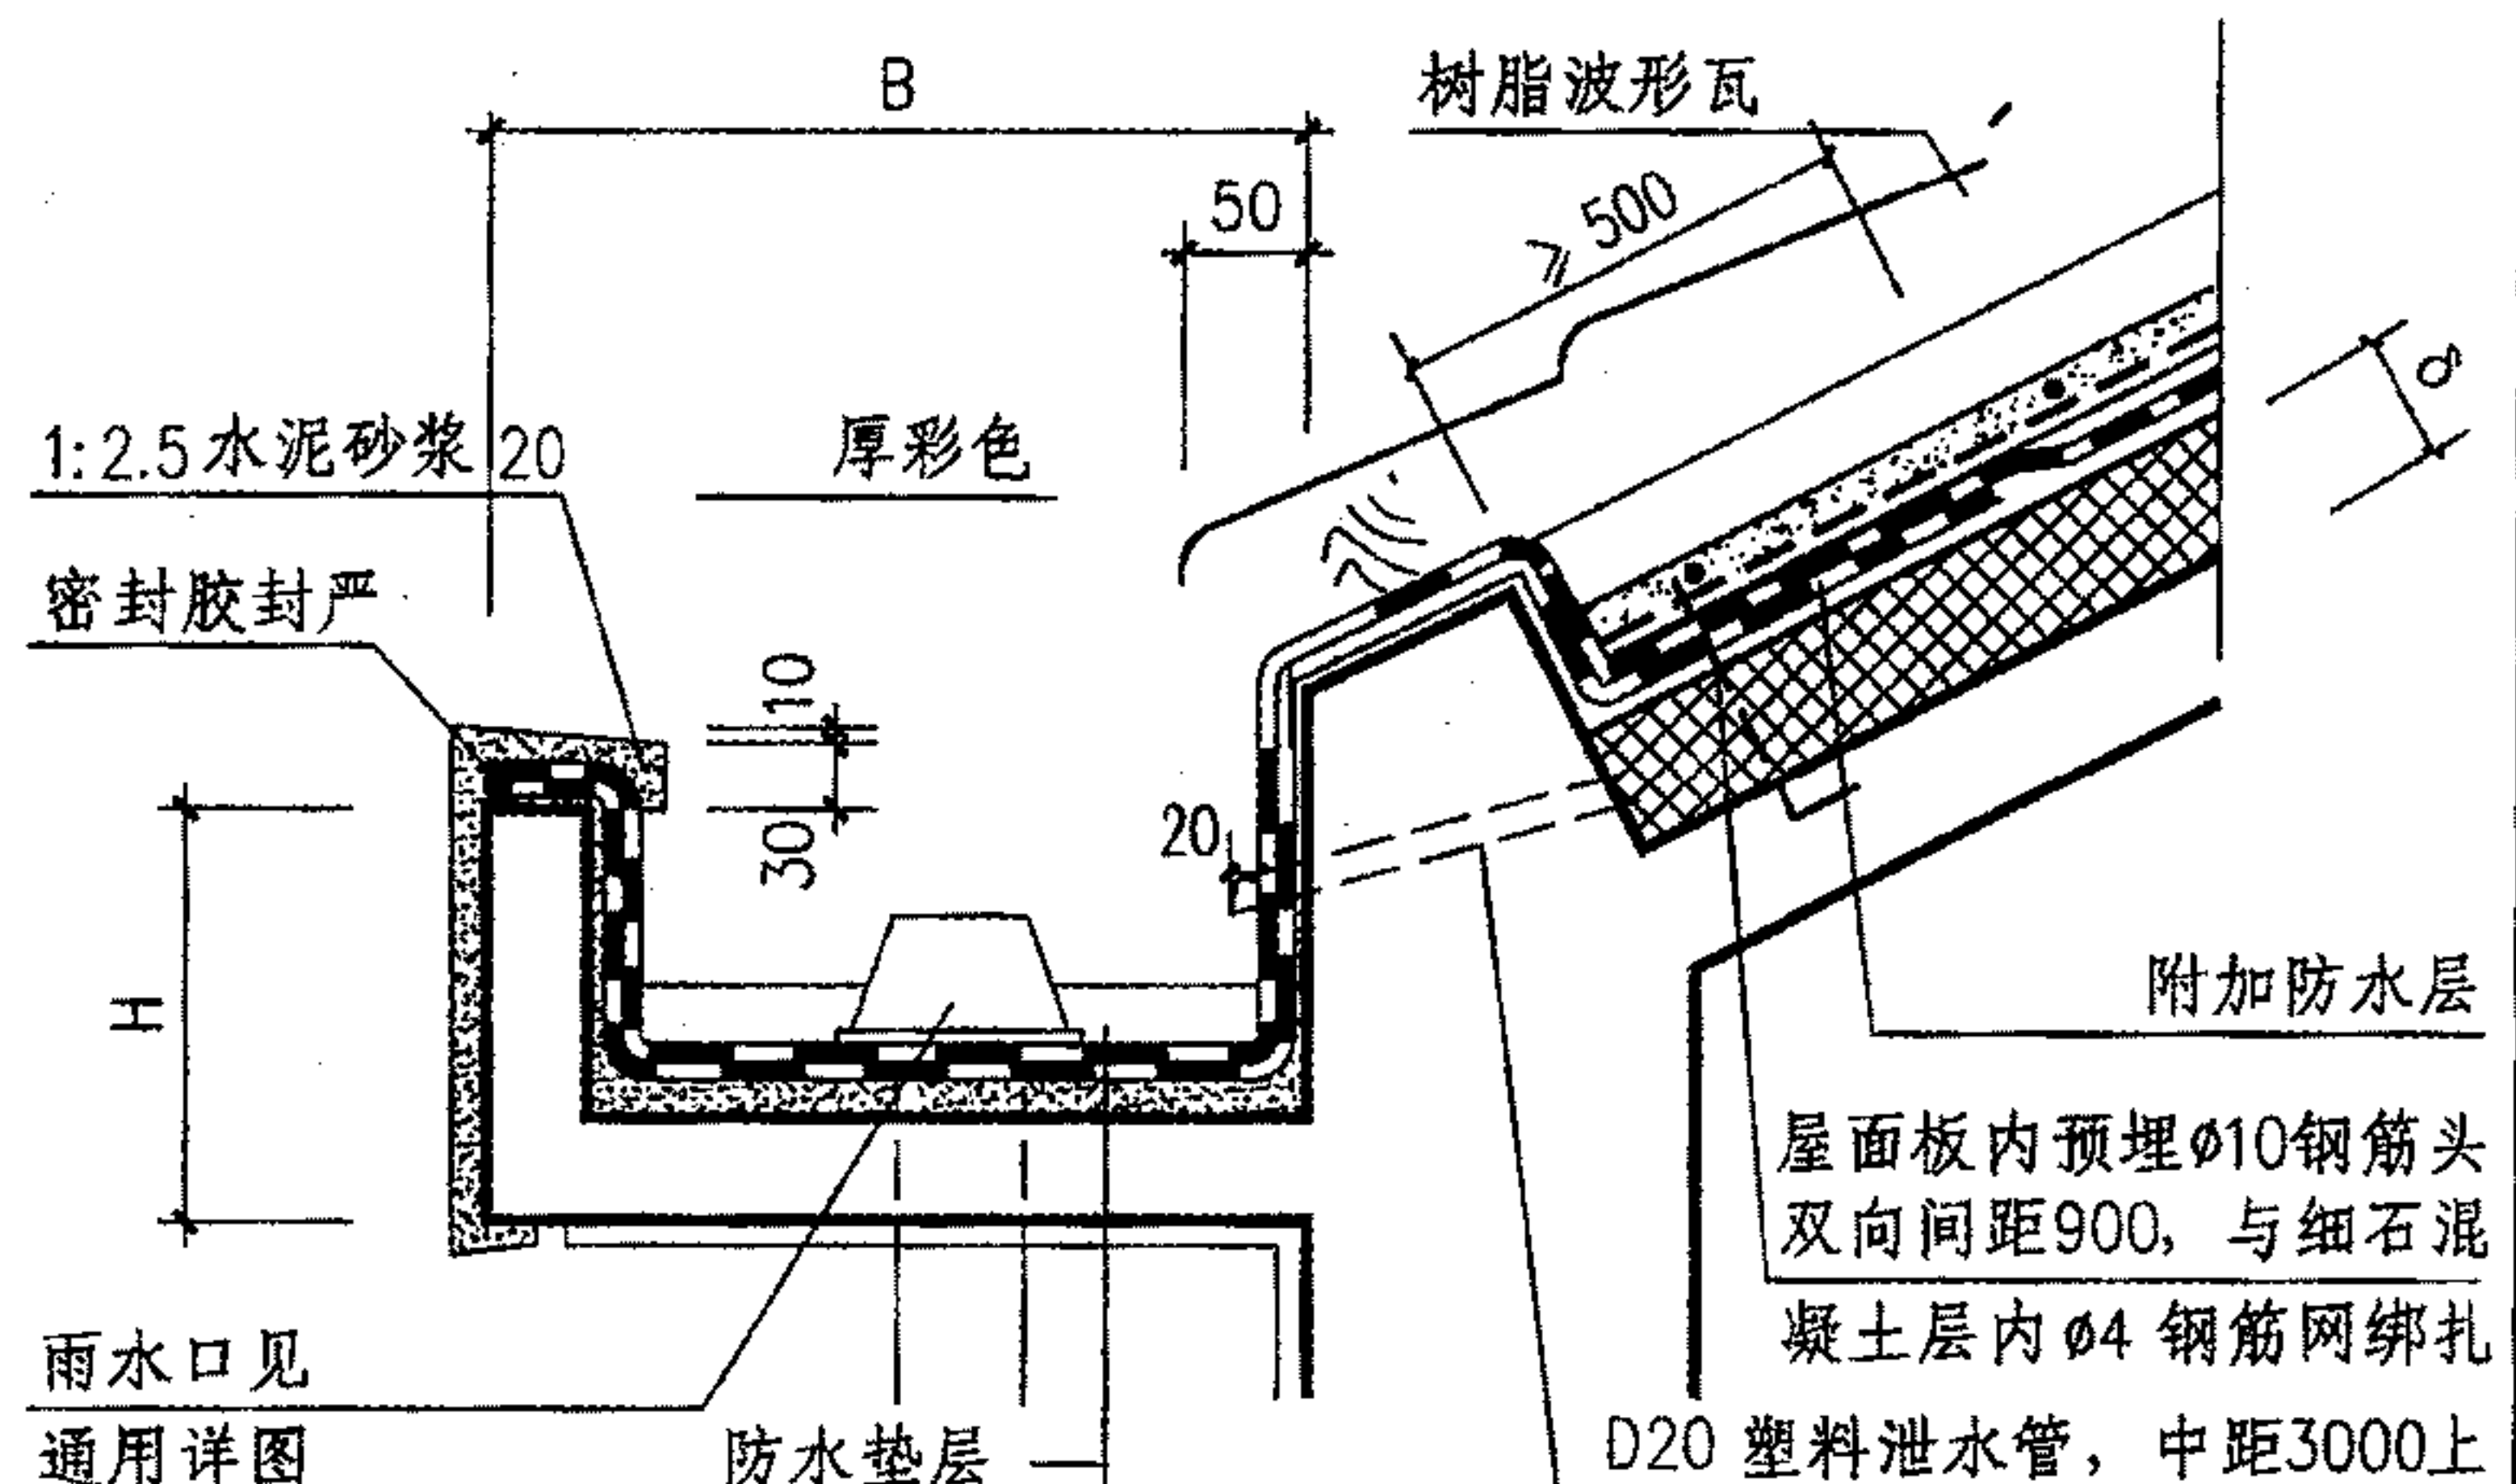 B
树脂波形瓦
50
≥ 500
δ
1:2.5水泥砂浆 20
厚彩色
密封胶封严
10
30
20
H
附加防水层
屋面板内预埋ø10钢筋头
双向间距900, 与细石混
凝土层内ø4 钢筋网绑扎
雨水口见
通用详图
防水垫层
D20 塑料泄水管, 中距3000上